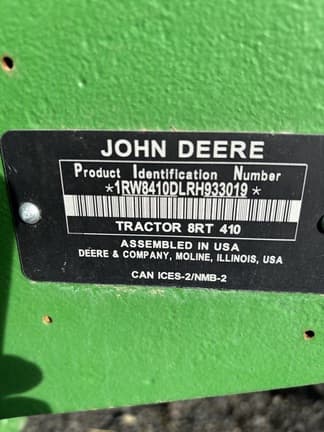 JOHN DEERE
Product Identification Number
*1RW8410DLRH933019*
TRACTOR 8RT 410
ASSEMBLED IN USA
DEERE & COMPANY, MOLINE, ILLINOIS, USA
CAN ICES-2/NMB-2